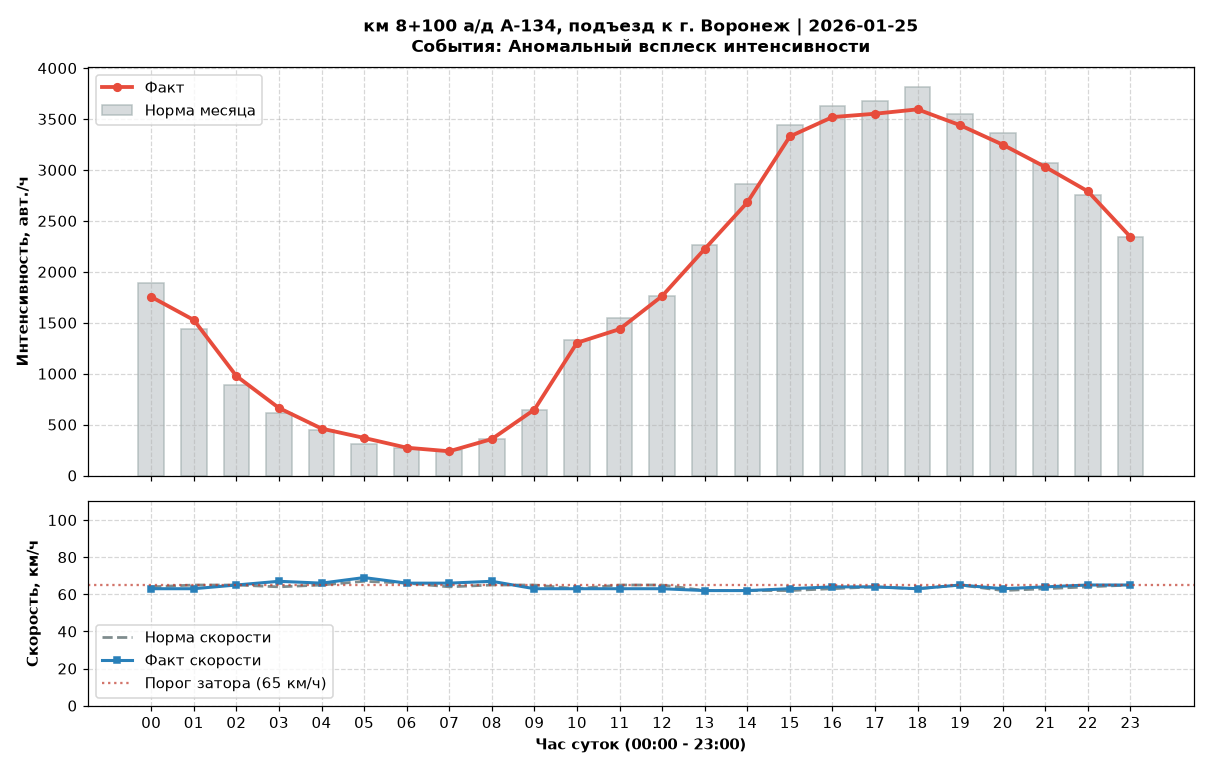 км 8+100 а/д А-134, подъезд к г. Воронеж | 2026-01-25
События: Аномальный всплеск интенсивности
Интенсивность, авт./ч
4000
3500
3000
2500
2000
1500
1000
500
0
Факт
Норма месяца
Скорость, км/ч
100
80
60
40
20
0
Норма скорости
Факт скорости
Порог затора (65 км/ч)
00 01 02 03 04 05 06 07 08 09 10 11 12 13 14 15 16 17 18 19 20 21 22 23
Час суток (00:00 - 23:00)